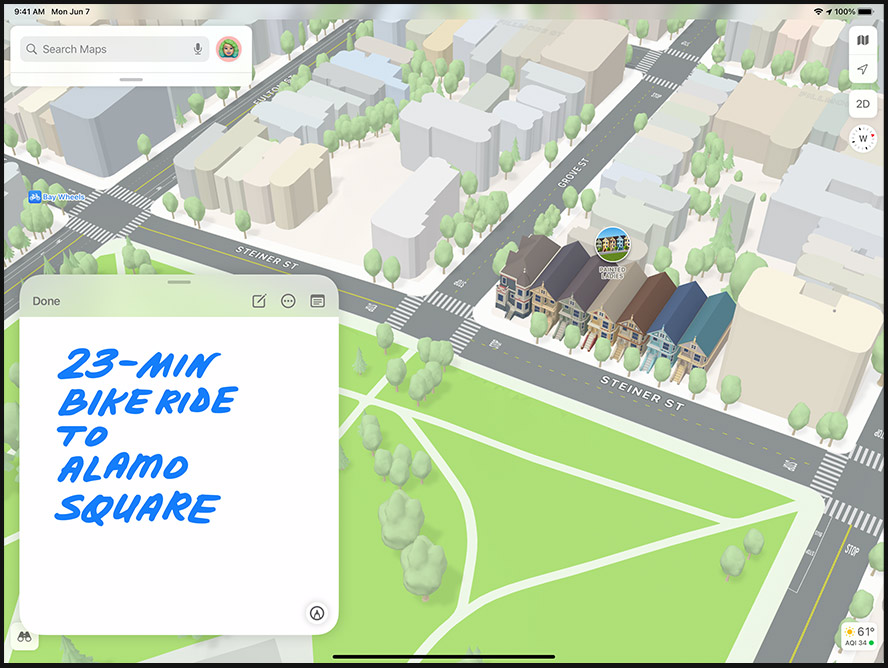 9:41 AM Mon Jun 7
100%
Search Maps
2D
W
FULTON ST
GROVE ST
STOP
Bay Wheels
STEINER ST
PAINTED
LADIES
STEINER ST
Done
23-MIN
BIKE RIDE
TO
ALAMO
SQUARE
STOP
61°
AQI 34